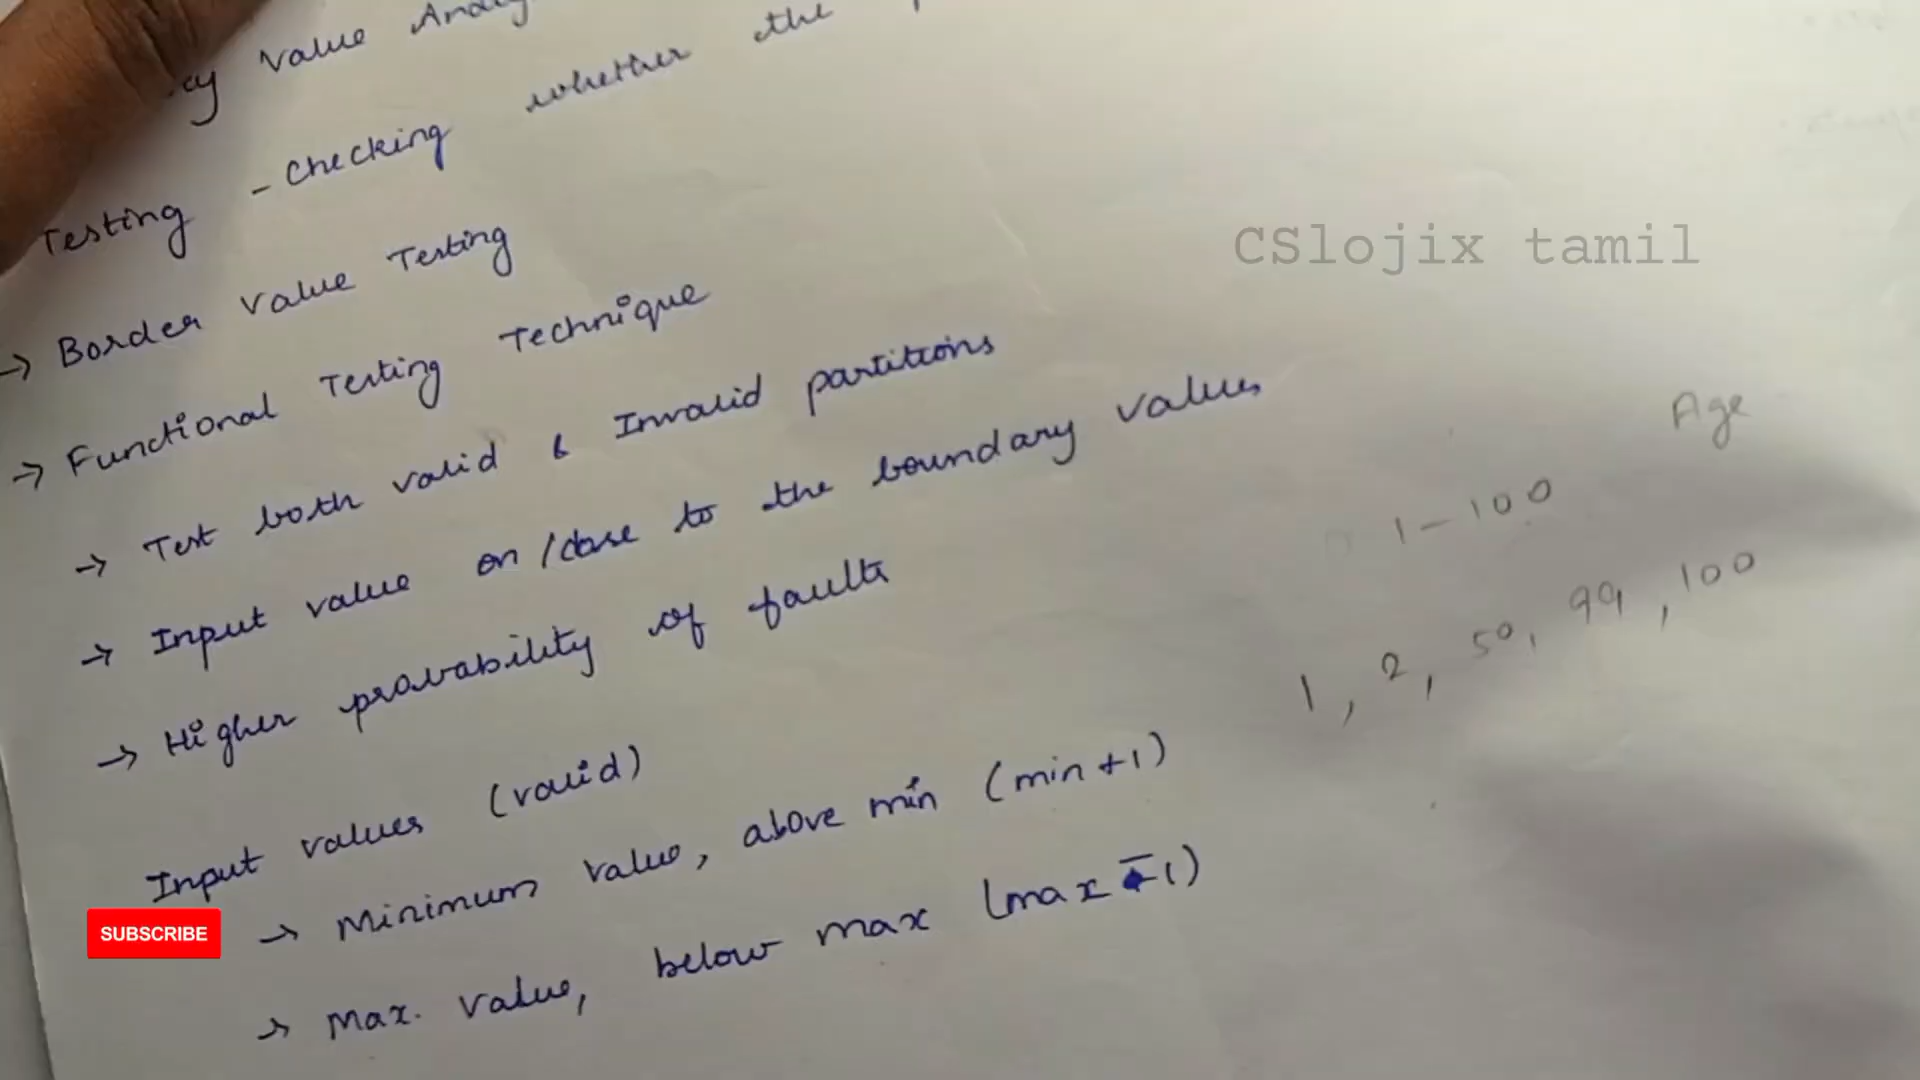 Value
Testing - Checking whether the
CSlojix tamil
→ Border Value Testing
→ Functional Testing Technique
→ Test both valid & Invalid partitions
→ Input value on / close to the boundary values
→ Higher probability of faults
Age
1 - 100
1, 2, 50, 99, 100
Input values (valid)
→ Minimum value, above min (min + 1)
→ Max. value, below max (max - 1)
SUBSCRIBE